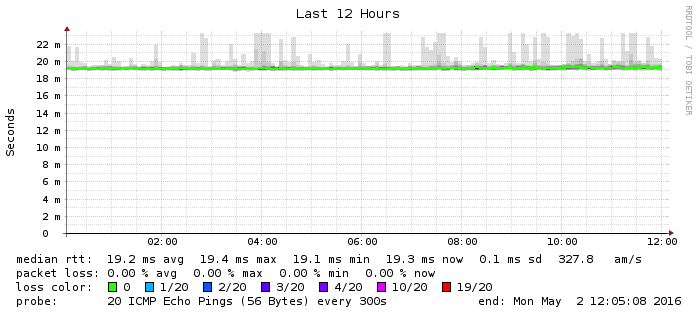 Last 12 Hours
RRDTOOL / TOBI OETIKER
Seconds
22 m
20 m
18 m
16 m
14 m
12 m
10 m
8 m
6 m
4 m
2 m
0
02:00 04:00 06:00 08:00 10:00 12:00
median rtt: 19.2 ms avg 19.4 ms max 19.1 ms min 19.3 ms now 0.1 ms sd 327.8 am/s
packet loss: 0.00 % avg 0.00 % max 0.00 % min 0.00 % now
loss color: 0 1/20 2/20 3/20 4/20 10/20 19/20
probe: 20 ICMP Echo Pings (56 Bytes) every 300s end: Mon May 2 12:05:08 2016